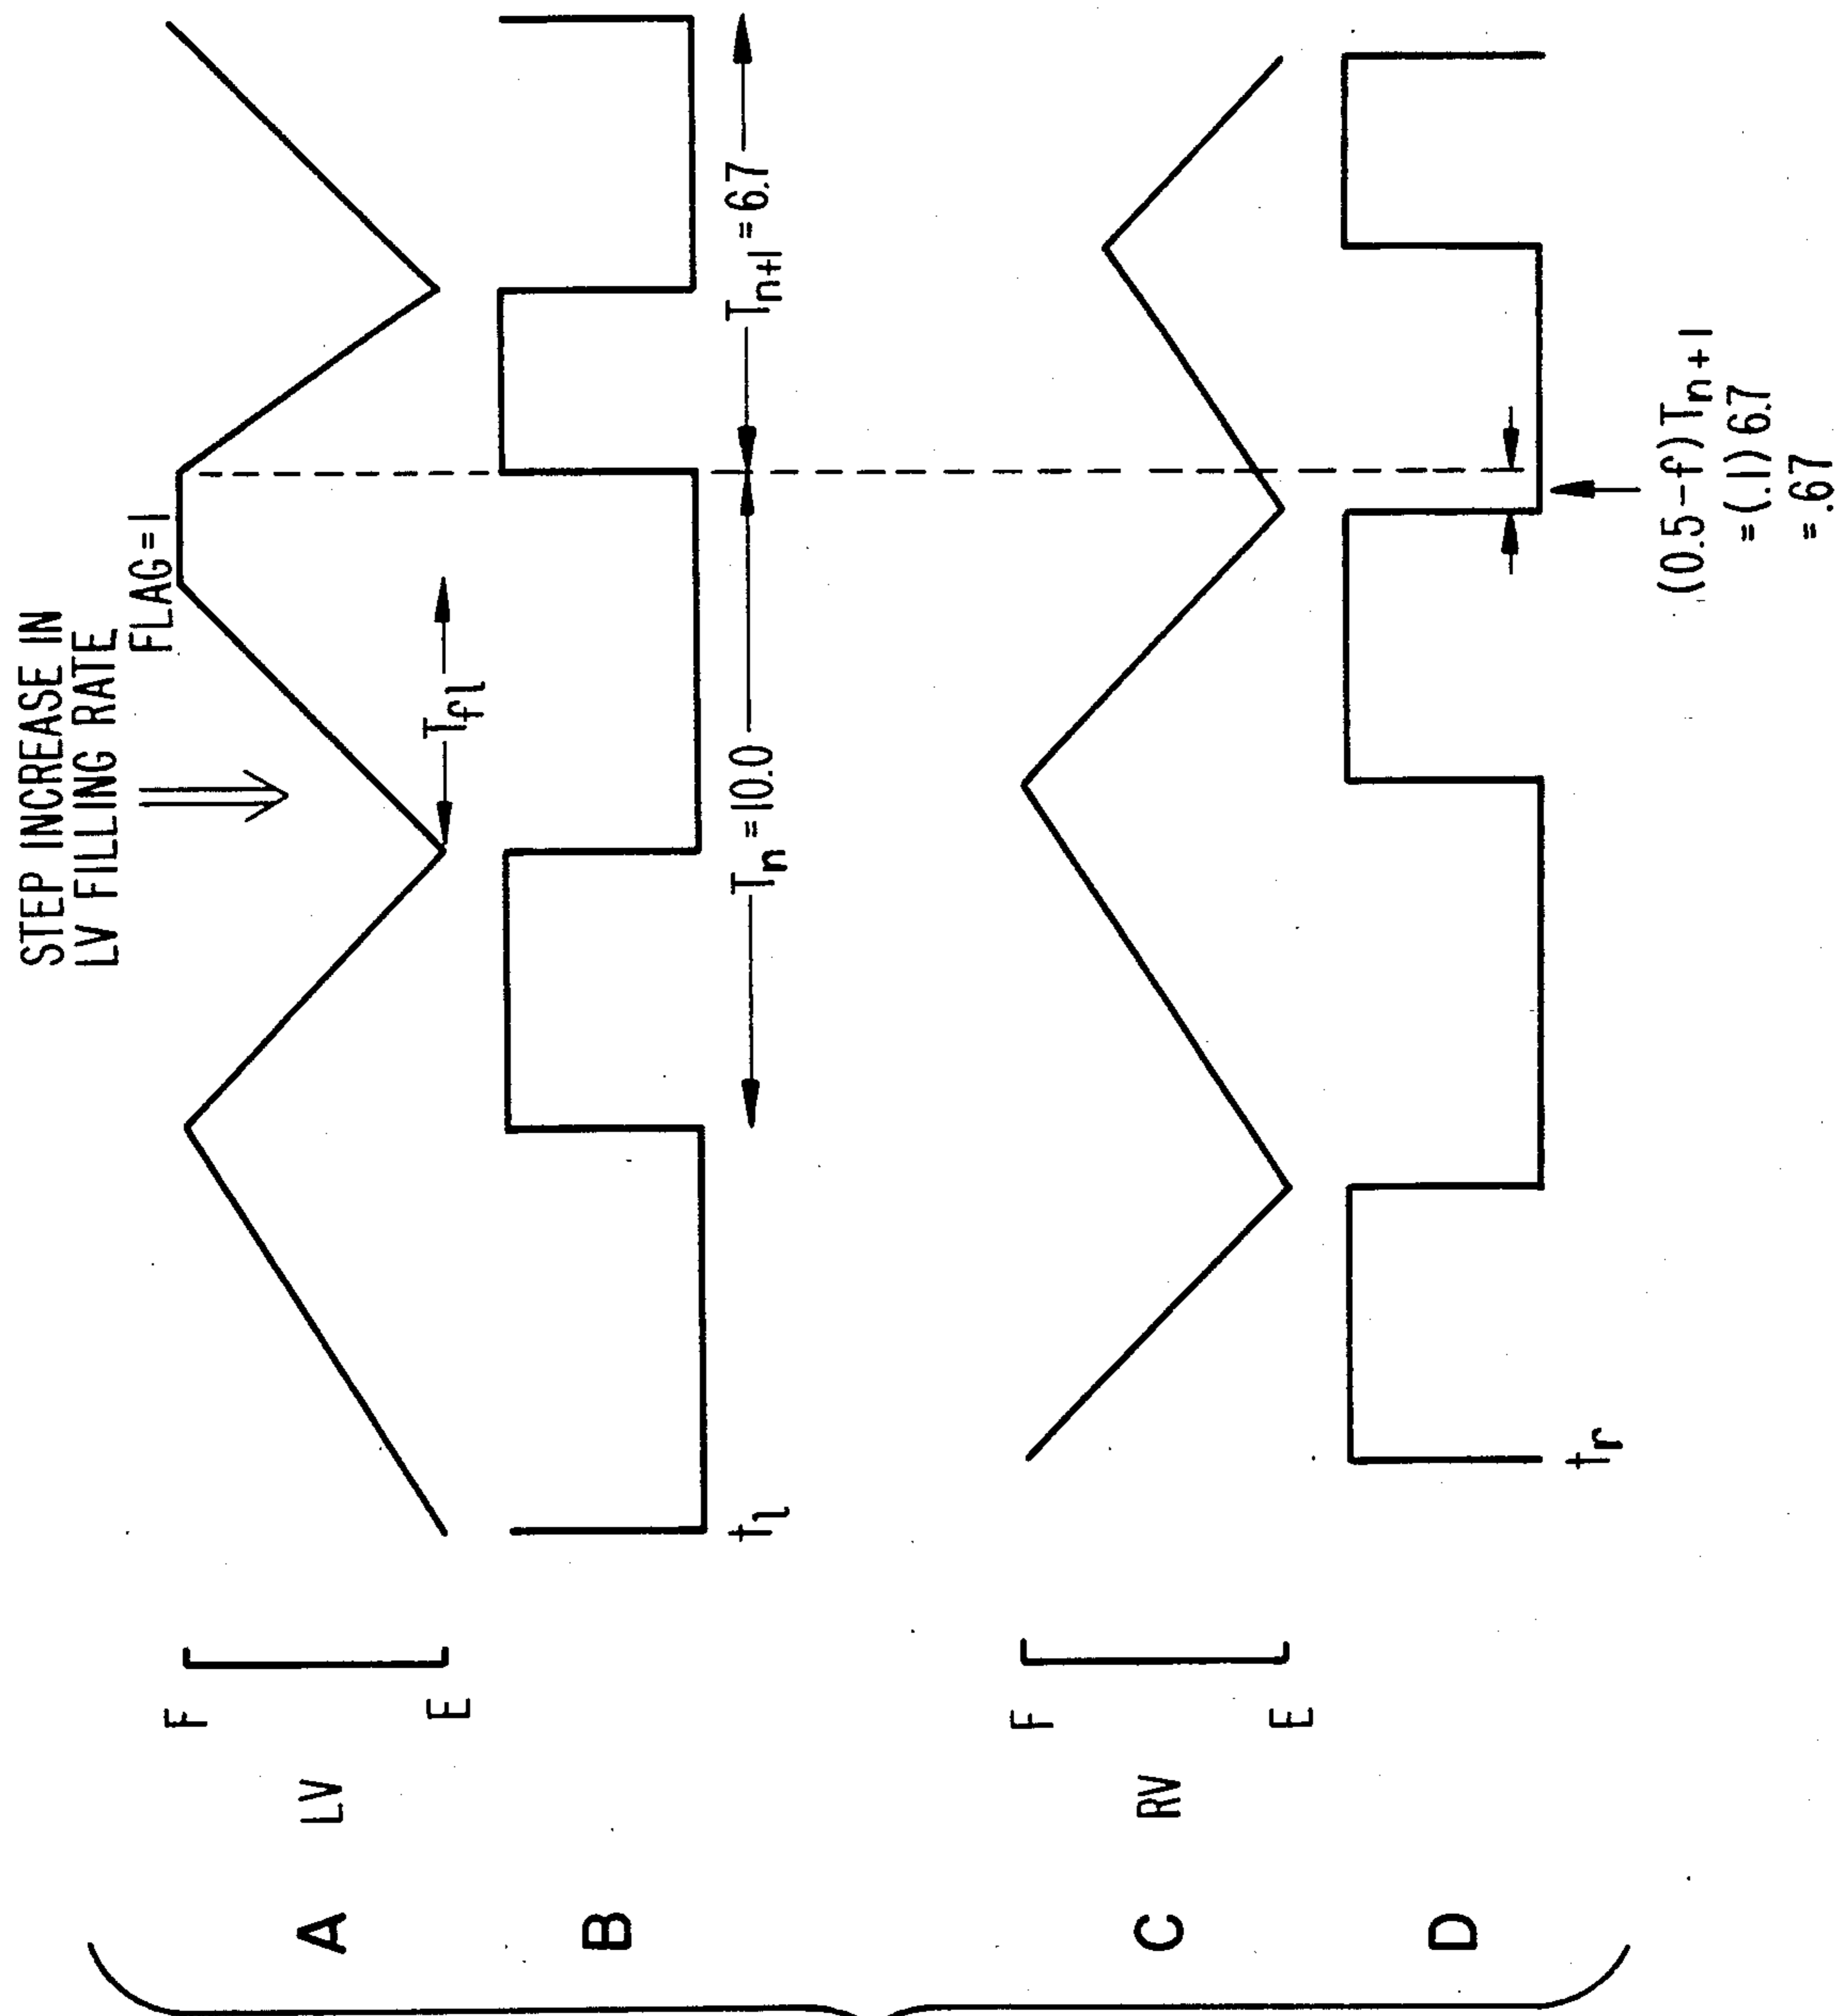 STEP INCREASE IN
LV FILLING RATE
FLAG = 1
A
LV
F
E
T_fl
B
t_l
T_n = 10.0
T_n+1 = 6.7
C
RV
F
E
D
t_r
(0.5-f)T_n+1
= (.1) 6.7
= .67